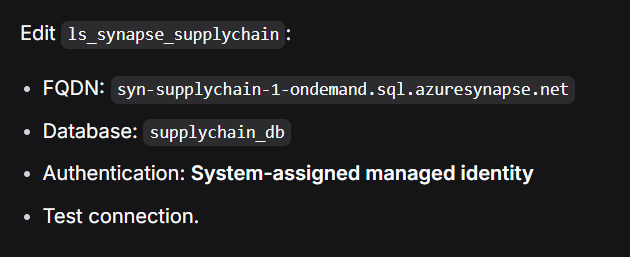 Edit ls_synapse_supplychain:
• FQDN: syn-supplychain-1-ondemand.sql.azuresynapse.net
• Database: supplychain_db
• Authentication: System-assigned managed identity
• Test connection.